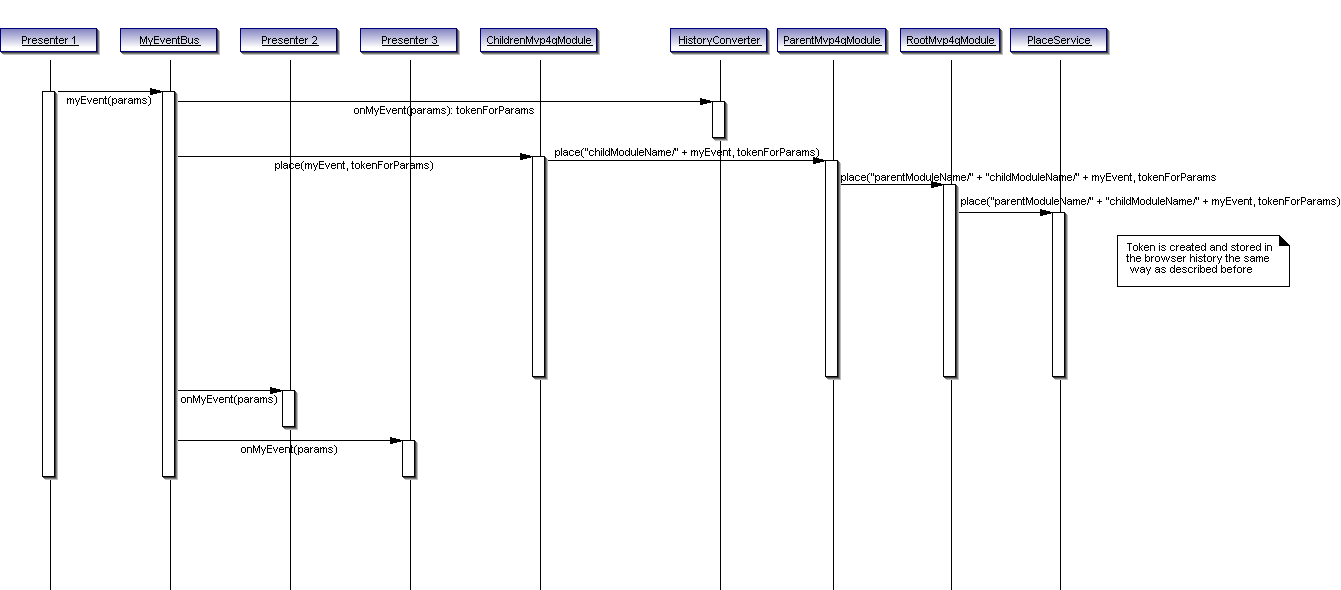 Presenter 1
MyEventBus
Presenter 2
Presenter 3
ChildrenMvp4gModule
HistoryConverter
ParentMvp4gModule
RootMvp4gModule
PlaceService
myEvent(params)
onMyEvent(params): tokenForParams
place("childModuleName/" + myEvent, tokenForParams)
place(myEvent, tokenForParams)
place("parentModuleName/" + "childModuleName/" + myEvent, tokenForParams
place("parentModuleName/" + "childModuleName/" + myEvent, tokenForParams)
Token is created and stored in
the browser history the same
way as described before
onMyEvent(params)
onMyEvent(params)